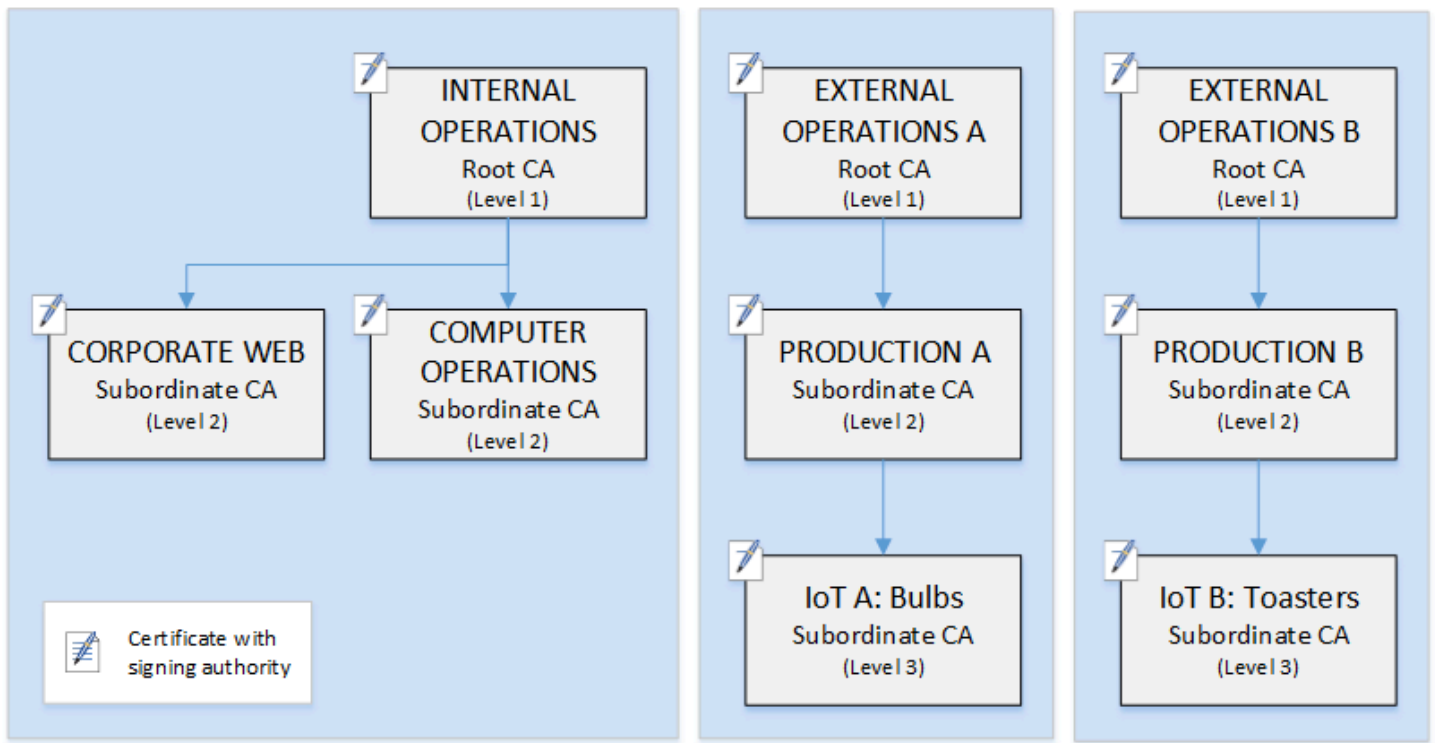 INTERNAL
OPERATIONS
Root CA
(Level 1)
EXTERNAL
OPERATIONS A
Root CA
(Level 1)
EXTERNAL
OPERATIONS B
Root CA
(Level 1)
CORPORATE WEB
Subordinate CA
(Level 2)
COMPUTER
OPERATIONS
Subordinate CA
(Level 2)
PRODUCTION A
Subordinate CA
(Level 2)
PRODUCTION B
Subordinate CA
(Level 2)
IoT A: Bulbs
Subordinate CA
(Level 3)
IoT B: Toasters
Subordinate CA
(Level 3)
Certificate with
signing authority